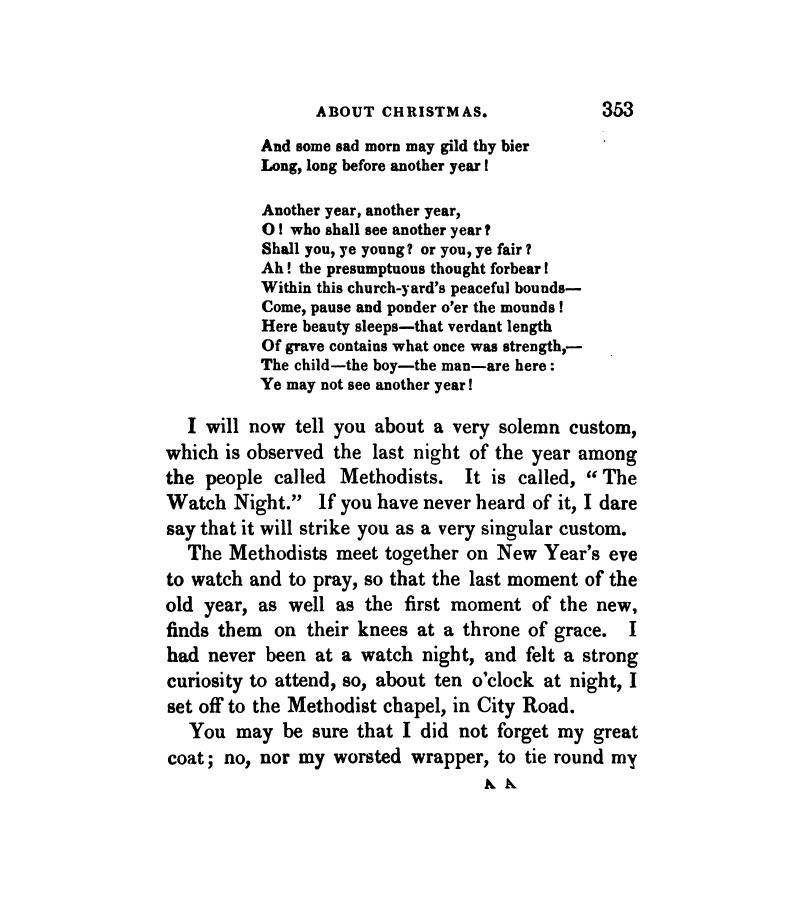 ABOUT CHRISTMAS. 353
And some sad morn may gild thy bier
Long, long before another year!
Another year, another year,
O! who shall see another year?
Shall you, ye young? or you, ye fair?
Ah! the presumptuous thought forbear!
Within this church-yard's peaceful bounds—
Come, pause and ponder o'er the mounds!
Here beauty sleeps—that verdant length
Of grave contains what once was strength,—
The child—the boy—the man—are here:
Ye may not see another year!
I will now tell you about a very solemn custom,
which is observed the last night of the year among
the people called Methodists. It is called, “The
Watch Night.” If you have never heard of it, I dare
say that it will strike you as a very singular custom.
The Methodists meet together on New Year's eve
to watch and to pray, so that the last moment of the
old year, as well as the first moment of the new,
finds them on their knees at a throne of grace. I
had never been at a watch night, and felt a strong
curiosity to attend, so, about ten o'clock at night, I
set off to the Methodist chapel, in City Road.
You may be sure that I did not forget my great
coat; no, nor my worsted wrapper, to tie round my
A A